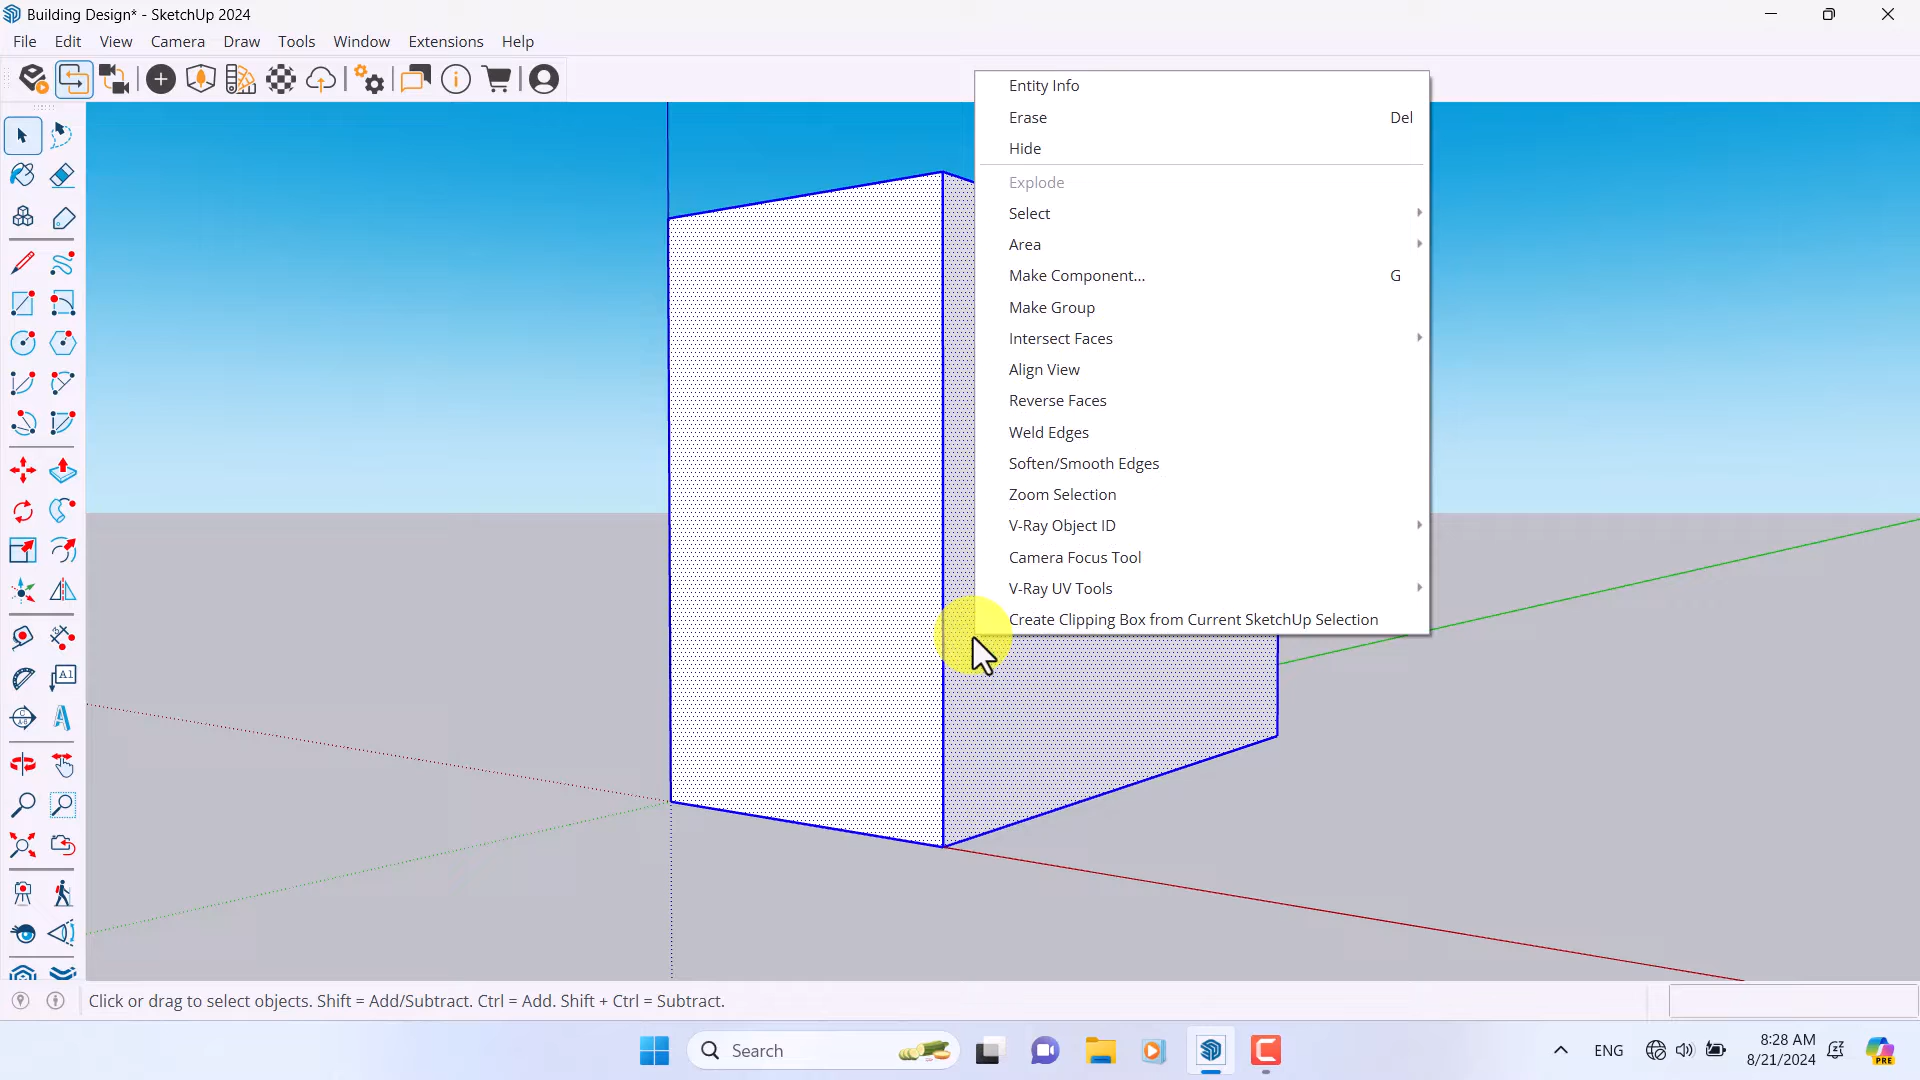 Building Design* - SketchUp 2024
File Edit View Camera Draw Tools Window Extensions Help
Entity Info
Erase Del
Hide
Explode
Select
Area
Make Component... G
Make Group
Intersect Faces
Align View
Reverse Faces
Weld Edges
Soften/Smooth Edges
Zoom Selection
V-Ray Object ID
Camera Focus Tool
V-Ray UV Tools
Create Clipping Box from Current SketchUp Selection
A1
Click or drag to select objects. Shift = Add/Subtract. Ctrl = Add. Shift + Ctrl = Subtract.
Search
ENG
8:28 AM
8/21/2024
PRE